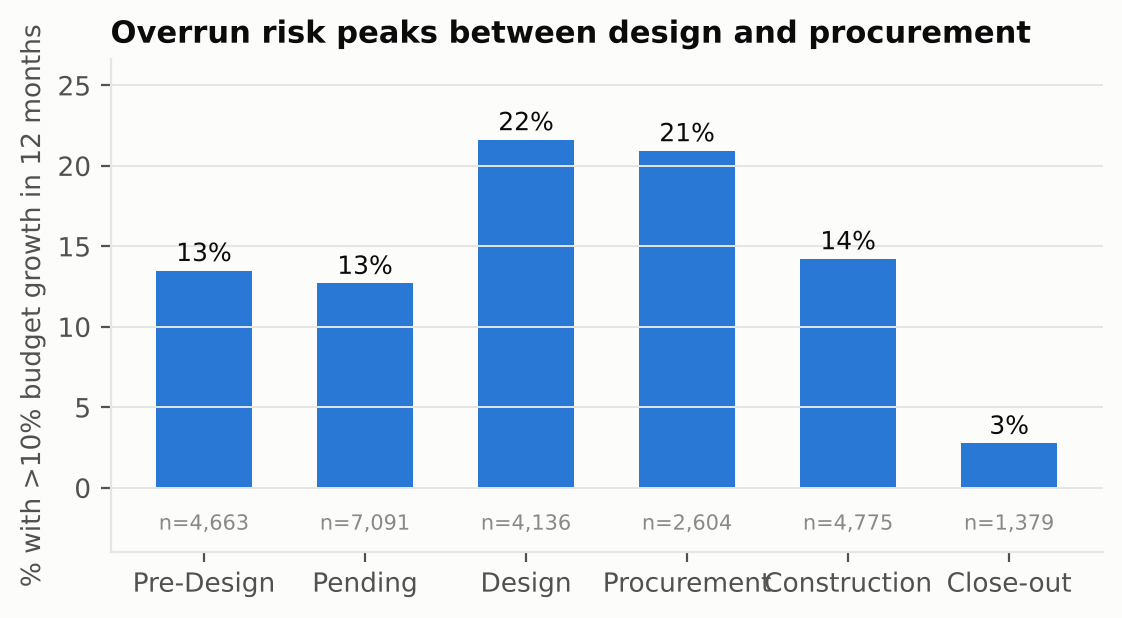 Overrun risk peaks between design and procurement
% with >10% budget growth in 12 months
25
20
15
10
5
0
13%
13%
22%
21%
14%
3%
n=4,663
n=7,091
n=4,136
n=2,604
n=4,775
n=1,379
Pre-Design
Pending
Design
Procurement
Construction
Close-out